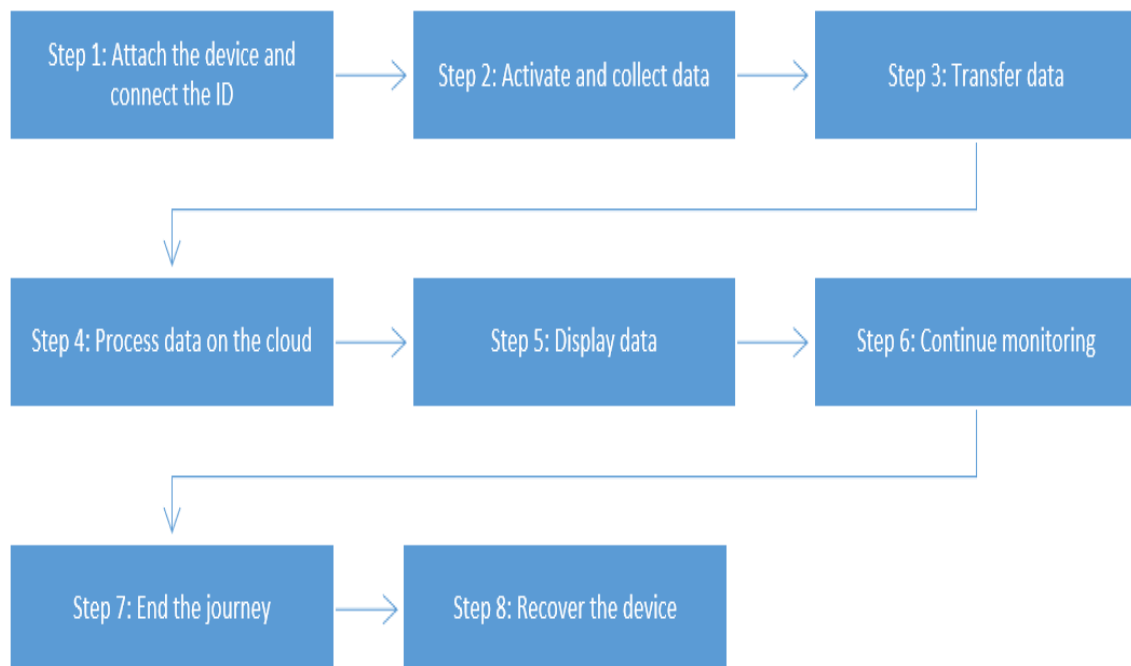 Step 1: Attach the device and
connect the ID
Step 2: Activate and collect data
Step 3: Transfer data
Step 4: Process data on the cloud
Step 5: Display data
Step 6: Continue monitoring
Step 7: End the journey
Step 8: Recover the device